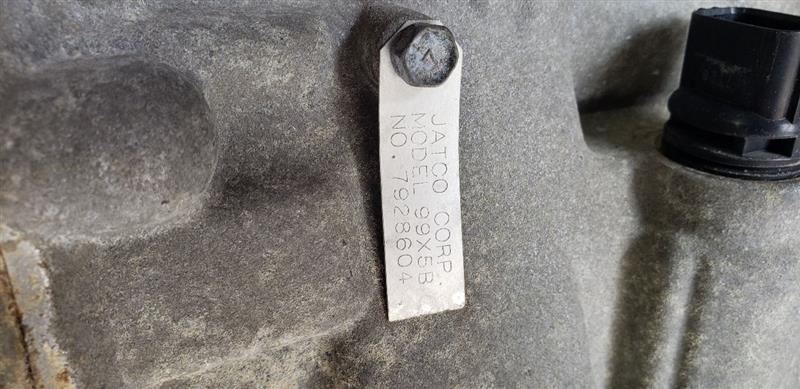 JATCO CORP.
MODEL 99X5B
NO. 7928604